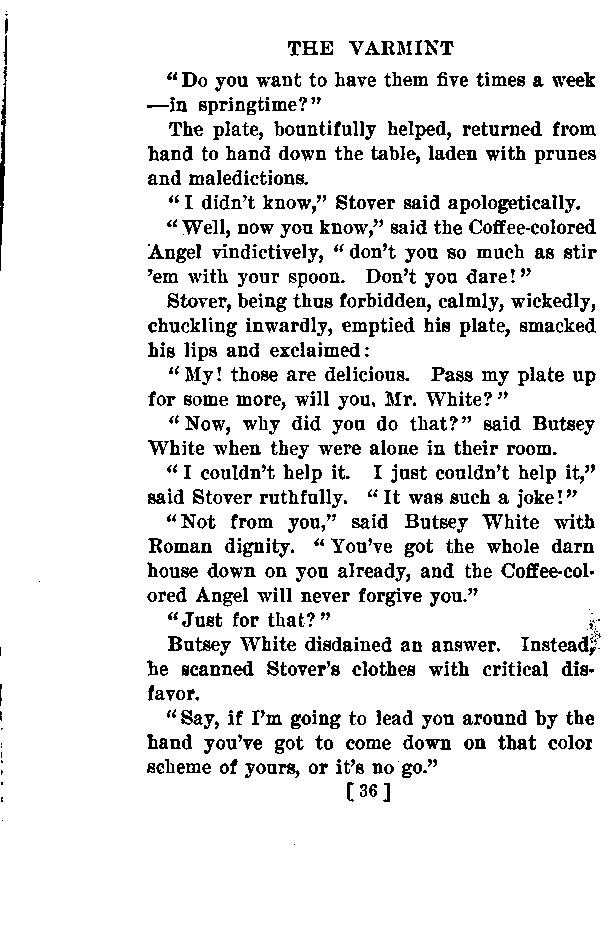 THE VARMINT
“Do you want to have them five times a week
—in springtime?”
The plate, bountifully helped, returned from
hand to hand down the table, laden with prunes
and maledictions.
“I didn’t know,” Stover said apologetically.
“Well, now you know,” said the Coffee-colored
Angel vindictively, “don’t you so much as stir
’em with your spoon. Don’t you dare!”
Stover, being thus forbidden, calmly, wickedly,
chuckling inwardly, emptied his plate, smacked
his lips and exclaimed:
“My! those are delicious. Pass my plate up
for some more, will you, Mr. White?”
“Now, why did you do that?” said Butsey
White when they were alone in their room.
“I couldn’t help it. I just couldn’t help it,”
said Stover ruthfully. “It was such a joke!”
“Not from you,” said Butsey White with
Roman dignity. “You’ve got the whole darn
house down on you already, and the Coffee-col-
ored Angel will never forgive you.”
“Just for that?”
Butsey White disdained an answer. Instead,
he scanned Stover’s clothes with critical dis-
favor.
“Say, if I’m going to lead you around by the
hand you’ve got to come down on that color
scheme of yours, or it’s no go.”
[36]